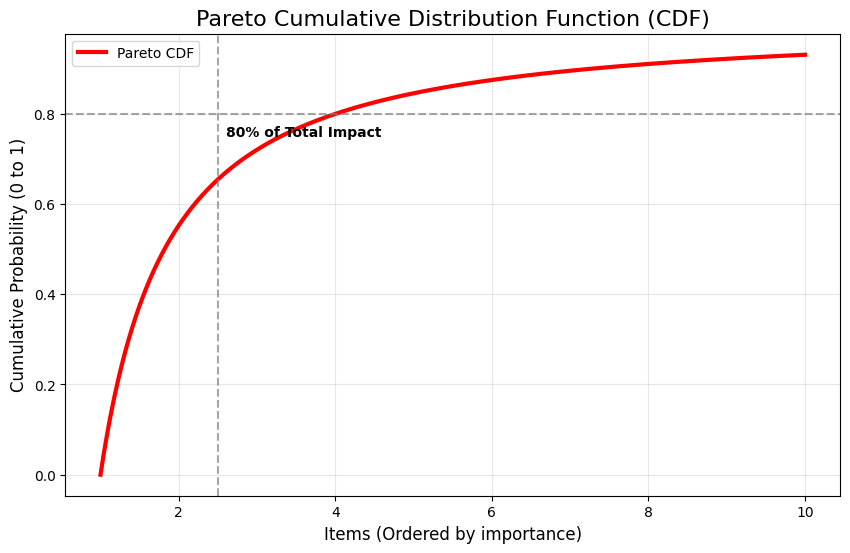 Pareto Cumulative Distribution Function (CDF)
Pareto CDF
80% of Total Impact
Cumulative Probability (0 to 1)
0.8
0.6
0.4
0.2
0.0
2 4 6 8 10
Items (Ordered by importance)